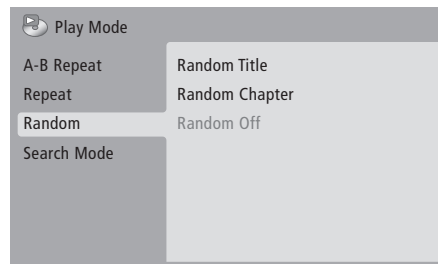 Play Mode
A-B Repeat
Repeat
Random
Search Mode
Random Title
Random Chapter
Random Off